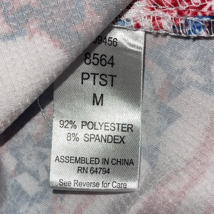 9456
8564
PTST
M
92% POLYESTER
8% SPANDEX
ASSEMBLED IN CHINA
RN 64794
See Reverse for Care